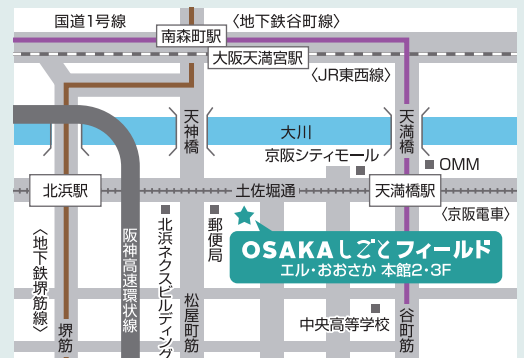 国道1号線
〈地下鉄谷町線〉
南森町駅
大阪天満宮駅
〈JR東西線〉
天神橋
大川
天満橋
京阪シティモール
OMM
北浜駅
土佐堀通
天満橋駅
〈京阪電車〉
〈地下鉄堺筋線〉
堺筋
阪神高速環状線
北浜ネクスビルディング
郵便局
松屋町筋
OSAKAしごとフィールド
エル・おおさか 本館2・3F
中央高等学校
谷町筋